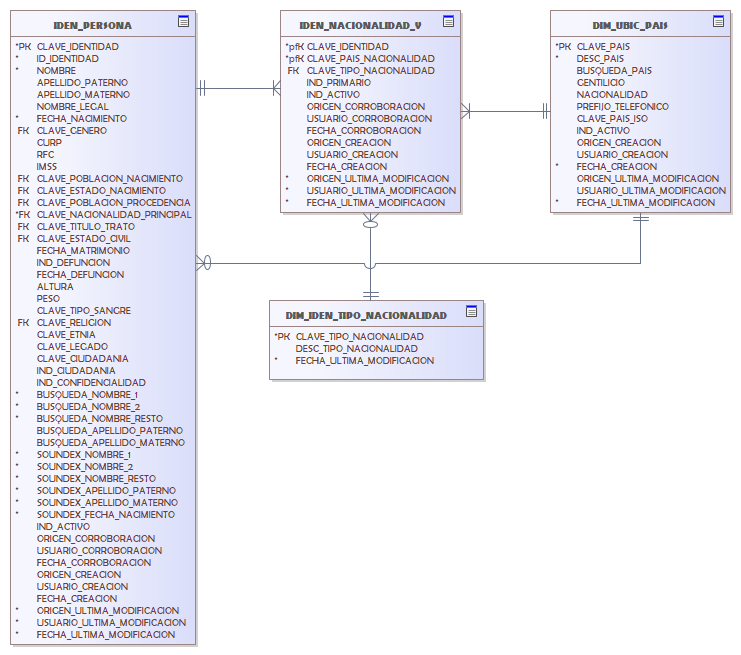 IDEN_PERSONA
*PK CLAVE_IDENTIDAD
* ID_IDENTIDAD
* NOMBRE
APELLIDO_PATERNO
APELLIDO_MATERNO
NOMBRE_LEGAL
* FECHA_NACIMIENTO
FK CLAVE_GENERO
CURP
RFC
IMSS
FK CLAVE_POBLACION_NACIMIENTO
FK CLAVE_ESTADO_NACIMIENTO
FK CLAVE_POBLACION_PROCEDENCIA
*FK CLAVE_NACIONALIDAD_PRINCIPAL
FK CLAVE_TITULO_TRATO
FK CLAVE_ESTADO_CIVIL
FECHA_MATRIMONIO
IND_DEFUNCION
FECHA_DEFUNCION
ALTURA
PESO
CLAVE_TIPO_SANGRE
FK CLAVE_RELIGION
CLAVE_ETNIA
CLAVE_LEGADO
CLAVE_CIUDADANIA
IND_CIUDADANIA
IND_CONFIDENCIALIDAD
* BUSQUEDA_NOMBRE_1
* BUSQUEDA_NOMBRE_2
* BUSQUEDA_NOMBRE_RESTO
BUSQUEDA_APELLIDO_PATERNO
BUSQUEDA_APELLIDO_MATERNO
* SOUNDEX_NOMBRE_1
* SOUNDEX_NOMBRE_2
* SOUNDEX_NOMBRE_RESTO
* SOUNDEX_APELLIDO_PATERNO
* SOUNDEX_APELLIDO_MATERNO
* SOUNDEX_FECHA_NACIMIENTO
IND_ACTIVO
ORIGEN_CORROBORACION
USUARIO_CORROBORACION
FECHA_CORROBORACION
ORIGEN_CREACION
USUARIO_CREACION
FECHA_CREACION
* ORIGEN_ULTIMA_MODIFICACION
* USUARIO_ULTIMA_MODIFICACION
* FECHA_ULTIMA_MODIFICACION
IDEN_NACIONALIDAD_V
*pfK CLAVE_IDENTIDAD
*pfK CLAVE_PAIS_NACIONALIDAD
FK CLAVE_TIPO_NACIONALIDAD
IND_PRIMARIO
IND_ACTIVO
ORIGEN_CORROBORACION
USUARIO_CORROBORACION
FECHA_CORROBORACION
ORIGEN_CREACION
USUARIO_CREACION
FECHA_CREACION
* ORIGEN_ULTIMA_MODIFICACION
* USUARIO_ULTIMA_MODIFICACION
* FECHA_ULTIMA_MODIFICACION
DIM_UBIC_PAIS
*PK CLAVE_PAIS
* DESC_PAIS
BUSQUEDA_PAIS
GENTILICIO
NACIONALIDAD
PREFIJO_TELEFONICO
CLAVE_PAIS_ISO
IND_ACTIVO
ORIGEN_CREACION
USUARIO_CREACION
* FECHA_CREACION
ORIGEN_ULTIMA_MODIFICACION
USUARIO_ULTIMA_MODIFICACION
* FECHA_ULTIMA_MODIFICACION
DIM_IDEN_TIPO_NACIONALIDAD
*PK CLAVE_TIPO_NACIONALIDAD
DESC_TIPO_NACIONALIDAD
* FECHA_ULTIMA_MODIFICACION